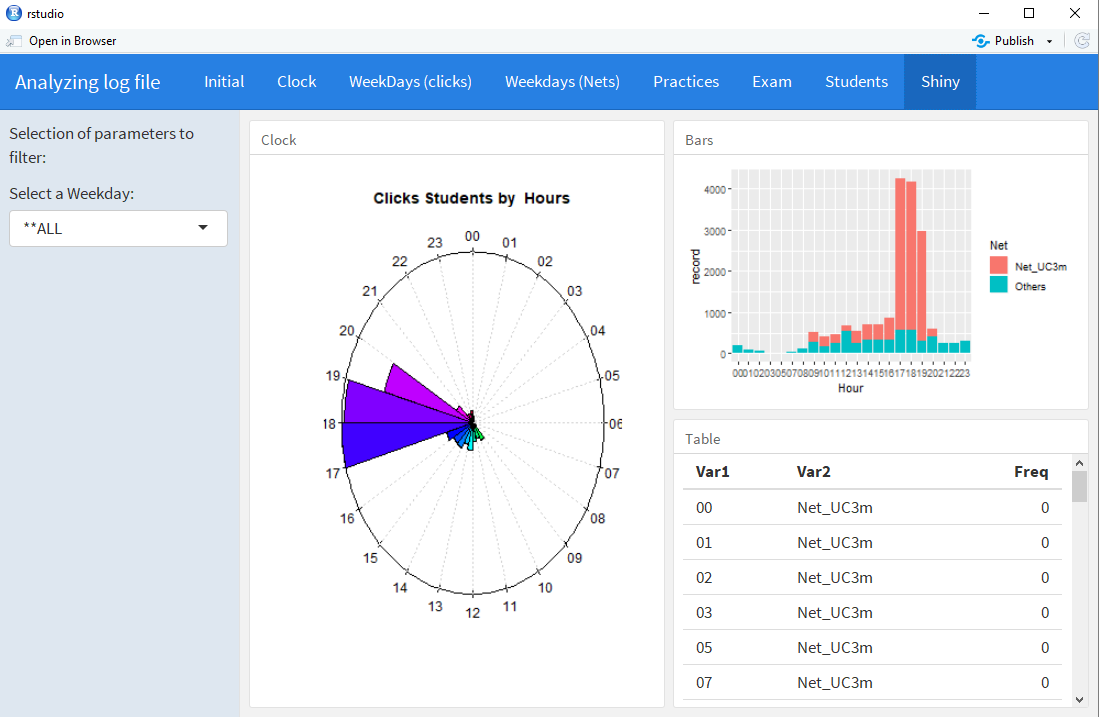 rstudio
Open in Browser
Publish
Analyzing log file
Initial
Clock
WeekDays (clicks)
Weekdays (Nets)
Practices
Exam
Students
Shiny
Selection of parameters to
filter:
Select a Weekday:
**ALL
Clock
Clicks Students by Hours
00
01
02
03
04
05
06
07
08
09
10
11
12
13
14
15
16
17
18
19
20
21
22
23
Bars
record
4000
3000
2000
1000
0
00010203050708091011121314151617181920212223
Hour
Net
Net_UC3m
Others
Table
Var1 Var2 Freq
00 Net_UC3m 0
01 Net_UC3m 0
02 Net_UC3m 0
03 Net_UC3m 0
05 Net_UC3m 0
07 Net_UC3m 0